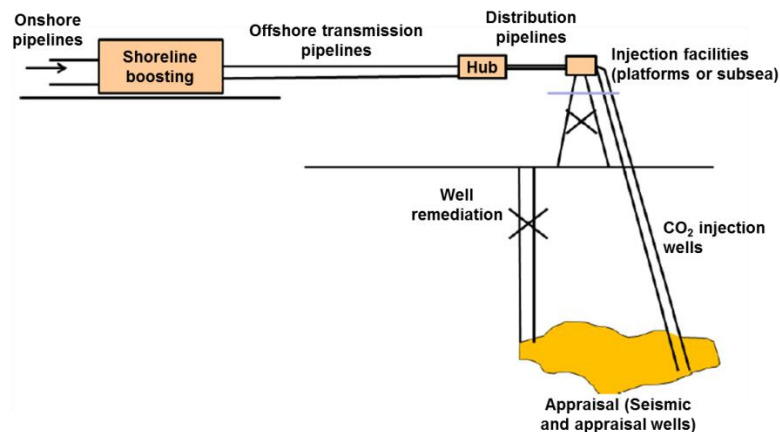 Onshore
pipelines
Shoreline
boosting
Offshore transmission
pipelines
Distribution
pipelines
Hub
Injection facilities
(platforms or subsea)
Well
remediation
CO₂ injection
wells
Appraisal (Seismic
and appraisal wells)